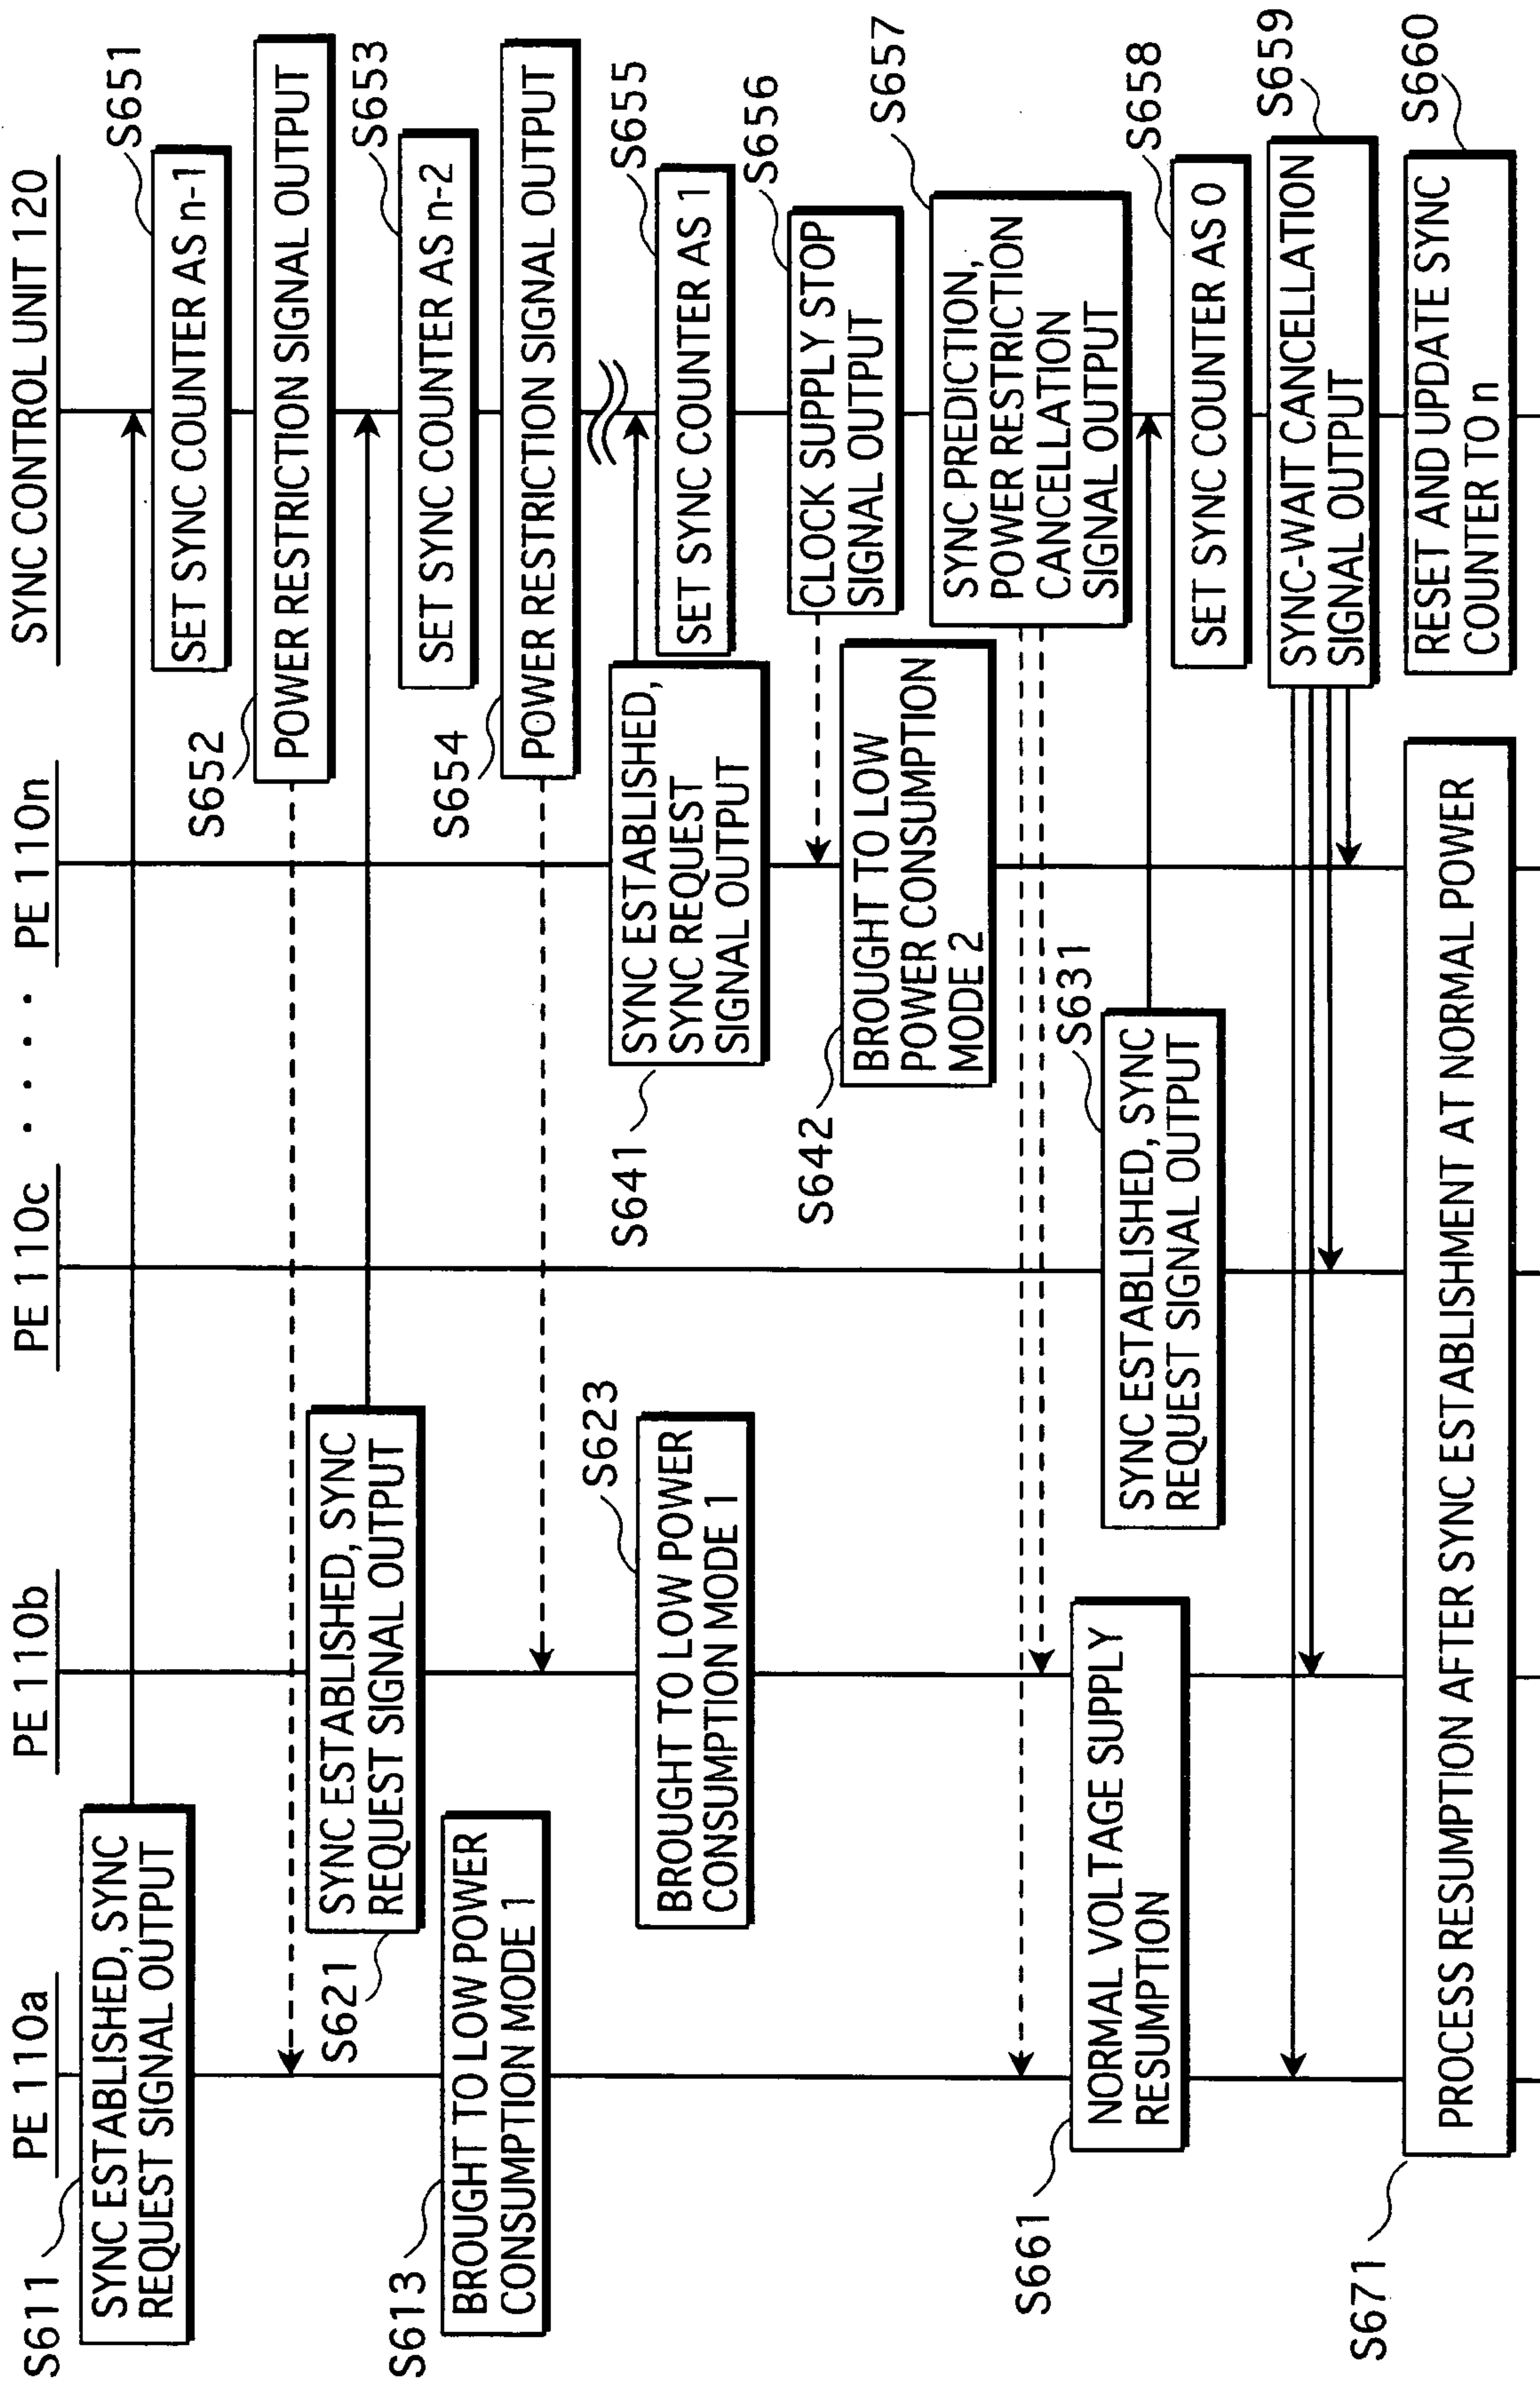 PE 110a
PE 110b
PE 110c
. . . . .
PE 110n
SYNC CONTROL UNIT 120
S611
SYNC ESTABLISHED, SYNC
REQUEST SIGNAL OUTPUT
S651
SET SYNC COUNTER AS n-1
S652
POWER RESTRICTION SIGNAL OUTPUT
S621
SYNC ESTABLISHED, SYNC
REQUEST SIGNAL OUTPUT
S653
SET SYNC COUNTER AS n-2
S613
BROUGHT TO LOW POWER
CONSUMPTION MODE 1
S654
POWER RESTRICTION SIGNAL OUTPUT
S623
BROUGHT TO LOW POWER
CONSUMPTION MODE 1
S641
SYNC ESTABLISHED,
SYNC REQUEST
SIGNAL OUTPUT
S655
SET SYNC COUNTER AS 1
S656
CLOCK SUPPLY STOP
SIGNAL OUTPUT
S642
BROUGHT TO LOW
POWER CONSUMPTION
MODE 2
S657
SYNC PREDICTION,
POWER RESTRICTION
CANCELLATION
SIGNAL OUTPUT
S661
NORMAL VOLTAGE SUPPLY
RESUMPTION
S631
SYNC ESTABLISHED, SYNC
REQUEST SIGNAL OUTPUT
S658
SET SYNC COUNTER AS 0
S659
SYNC-WAIT CANCELLATION
SIGNAL OUTPUT
S660
RESET AND UPDATE SYNC
COUNTER TO n
S671
PROCESS RESUMPTION AFTER SYNC ESTABLISHMENT AT NORMAL POWER